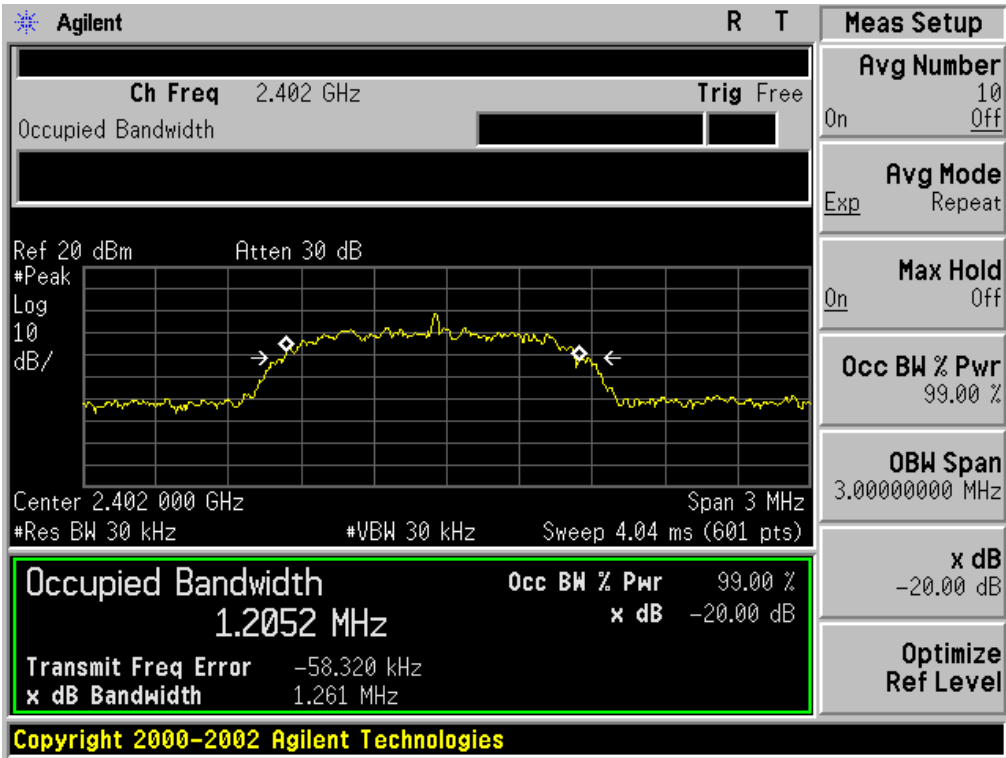 Agilent R T
Ch Freq 2.402 GHz Trig Free
Occupied Bandwidth
Ref 20 dBm Atten 30 dB
#Peak
Log
10
dB/
Center 2.402 000 GHz Span 3 MHz
#Res BW 30 kHz #VBW 30 kHz Sweep 4.04 ms (601 pts)
Occupied Bandwidth Occ BW % Pwr 99.00 %
1.2052 MHz x dB -20.00 dB
Transmit Freq Error -58.320 kHz
x dB Bandwidth 1.261 MHz
Copyright 2000-2002 Agilent Technologies
Meas Setup
Avg Number
10
On Off
Avg Mode
Exp Repeat
Max Hold
On Off
Occ BW % Pwr
99.00 %
OBW Span
3.00000000 MHz
x dB
-20.00 dB
Optimize
Ref Level